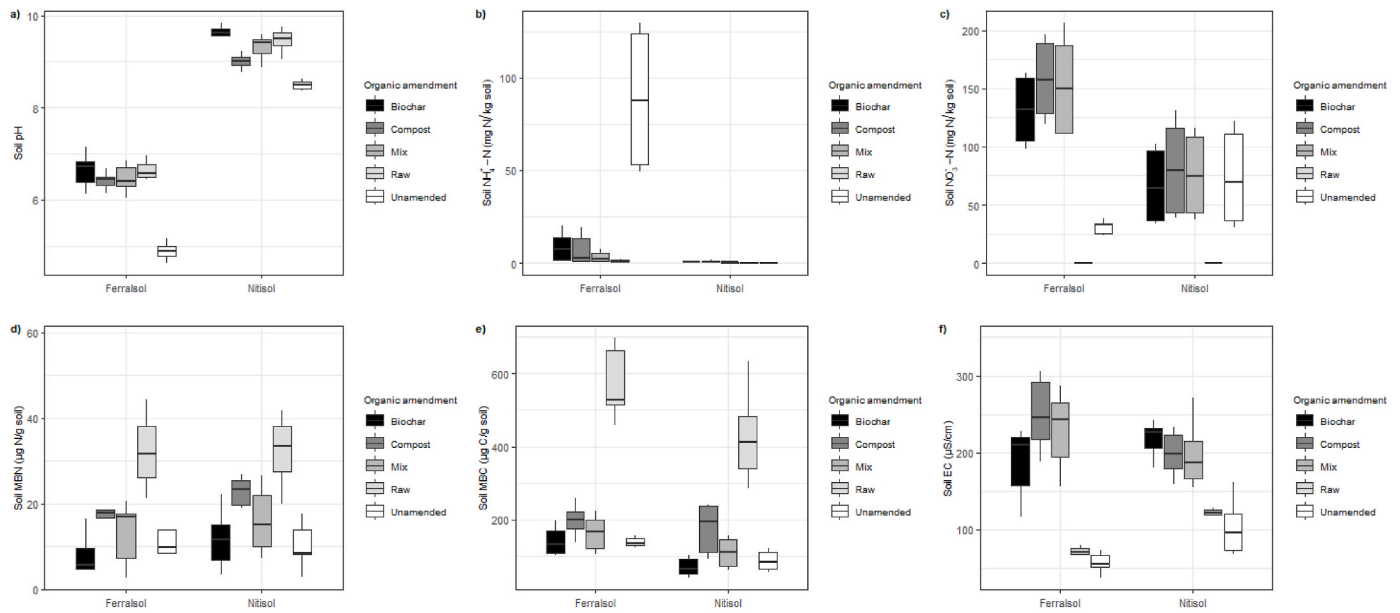 a)
Soil pH
10
8
6
Ferralsol
Nitisol
Organic amendment
Biochar
Compost
Mix
Raw
Unamended
b)
Soil NH₄⁺−N (mg N/kg soil)
100
50
0
Ferralsol
Nitisol
Organic amendment
Biochar
Compost
Mix
Raw
Unamended
c)
Soil NO₃⁻−N (mg N/kg soil)
200
150
100
50
0
Ferralsol
Nitisol
Organic amendment
Biochar
Compost
Mix
Raw
Unamended
d)
Soil MBN (µg N/g soil)
60
40
20
0
Ferralsol
Nitisol
Organic amendment
Biochar
Compost
Mix
Raw
Unamended
e)
Soil MBC (µg C/g soil)
600
400
200
Ferralsol
Nitisol
Organic amendment
Biochar
Compost
Mix
Raw
Unamended
f)
Soil EC (µS/cm)
300
200
100
Ferralsol
Nitisol
Organic amendment
Biochar
Compost
Mix
Raw
Unamended